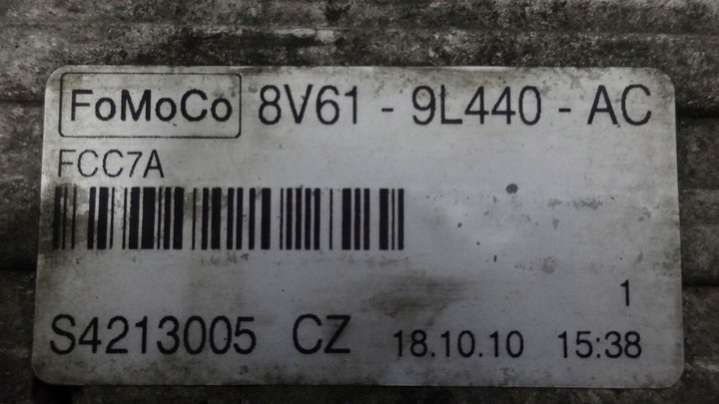 FoMoCo 8V61 - 9L440 - AC
FCC7A
1
S4213005 CZ 18.10.10 15:38